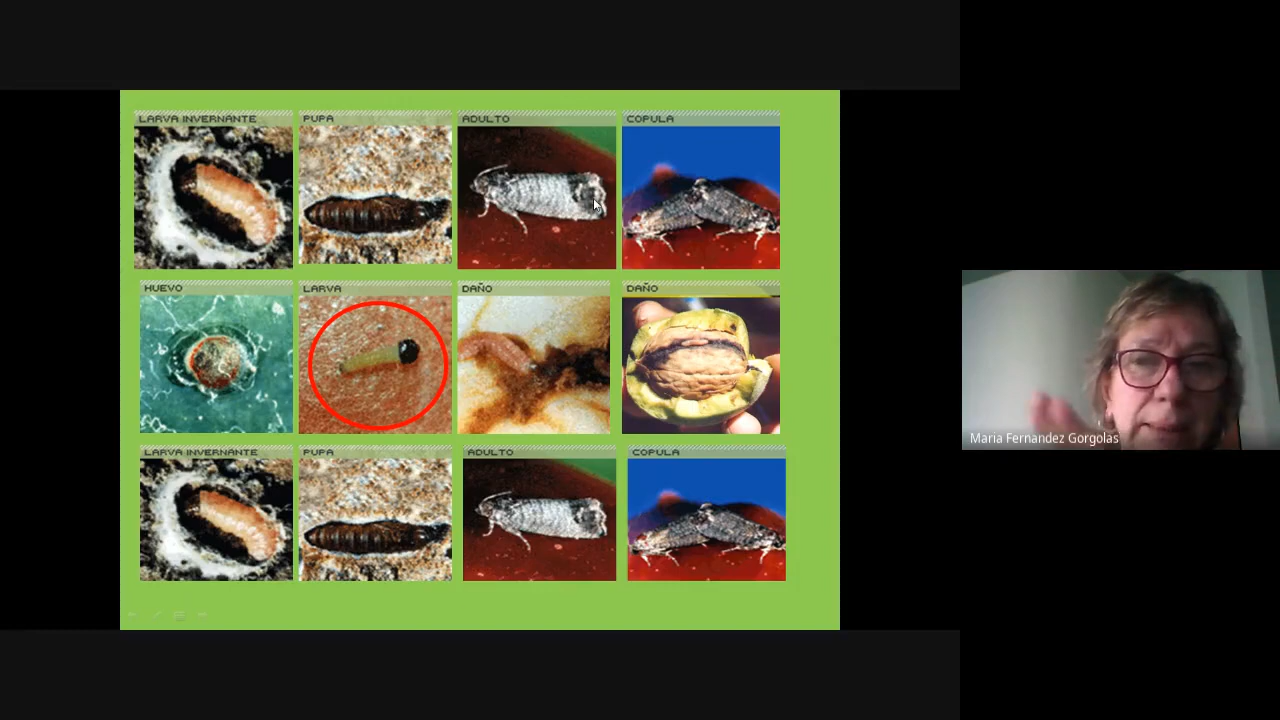 LARVA INVERNANTE
PUPA
ADULTO
COPULA
HUEVO
LARVA
DAÑO
DAÑO
LARVA INVERNANTE
PUPA
ADULTO
COPULA
Maria Fernandez Gorgolas